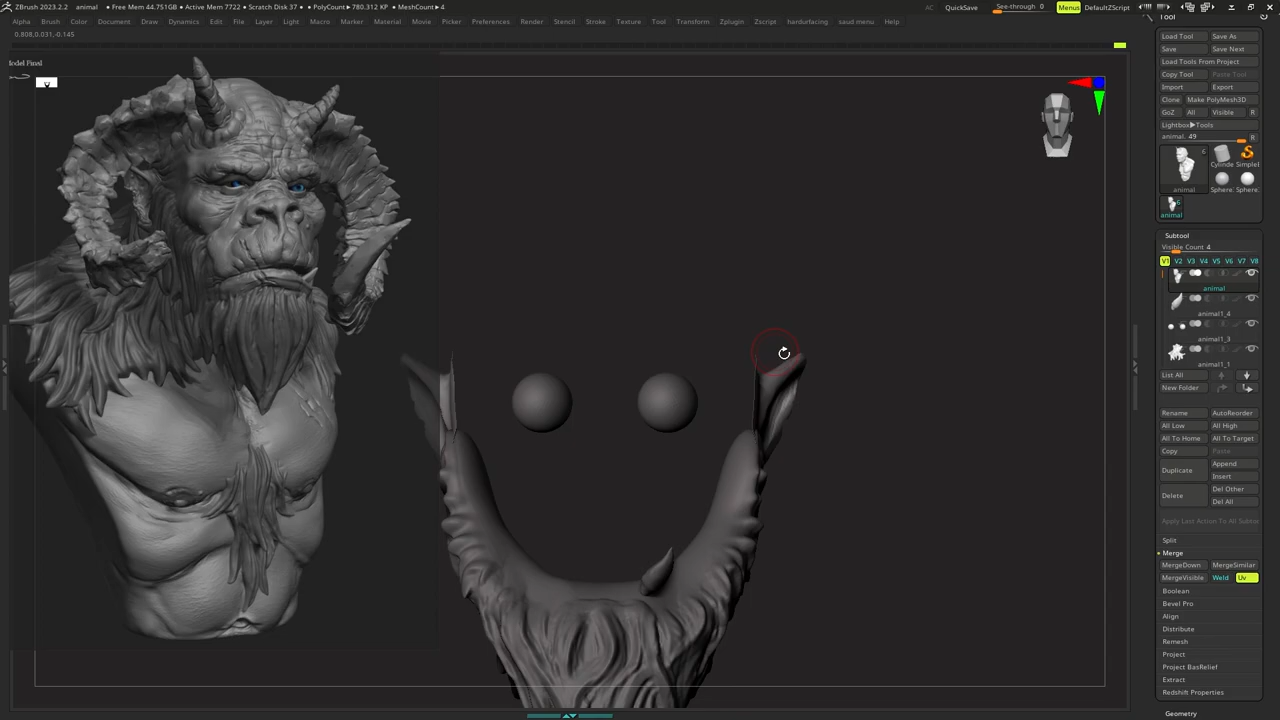 ZBrush 2023.2.2 animal • Free Mem 44.751GB • Active Mem 7722 • Scratch Disk 37 • PolyCount▸780.312 KP • MeshCount▸4 AC QuickSave See-through 0 Menus DefaultZScript
Alpha Brush Color Document Draw Dynamics Edit File Layer Light Macro Marker Material Movie Picker Preferences Render Stencil Stroke Texture Tool Transform Zplugin Zscript hardurfacing saud menu Help
0.808,0.031,-0.145
Model Final
Tool
Load Tool Save As
Save Save Next
Load Tools From Project
Copy Tool Paste Tool
Import Export
Clone Make PolyMesh3D
GoZ All Visible R
Lightbox▸Tools
animal. 49 R
6
Cylinde Simplel
animal Sphere: Sphere:
6
animal
Subtool
Visible Count 4
V1 V2 V3 V4 V5 V6 V7 V8
animal
animal1_4
animal1_3
animal1_1
List All
New Folder
Rename AutoReorder
All Low All High
All To Home All To Target
Copy Paste
Duplicate Append
Insert
Delete Del Other
Del All
Apply Last Action To All Subtoo
Split
Merge
MergeDown MergeSimilar
MergeVisible Weld Uv
Boolean
Bevel Pro
Align
Distribute
Remesh
Project
Project BasRelief
Extract
Redshift Properties
Geometry